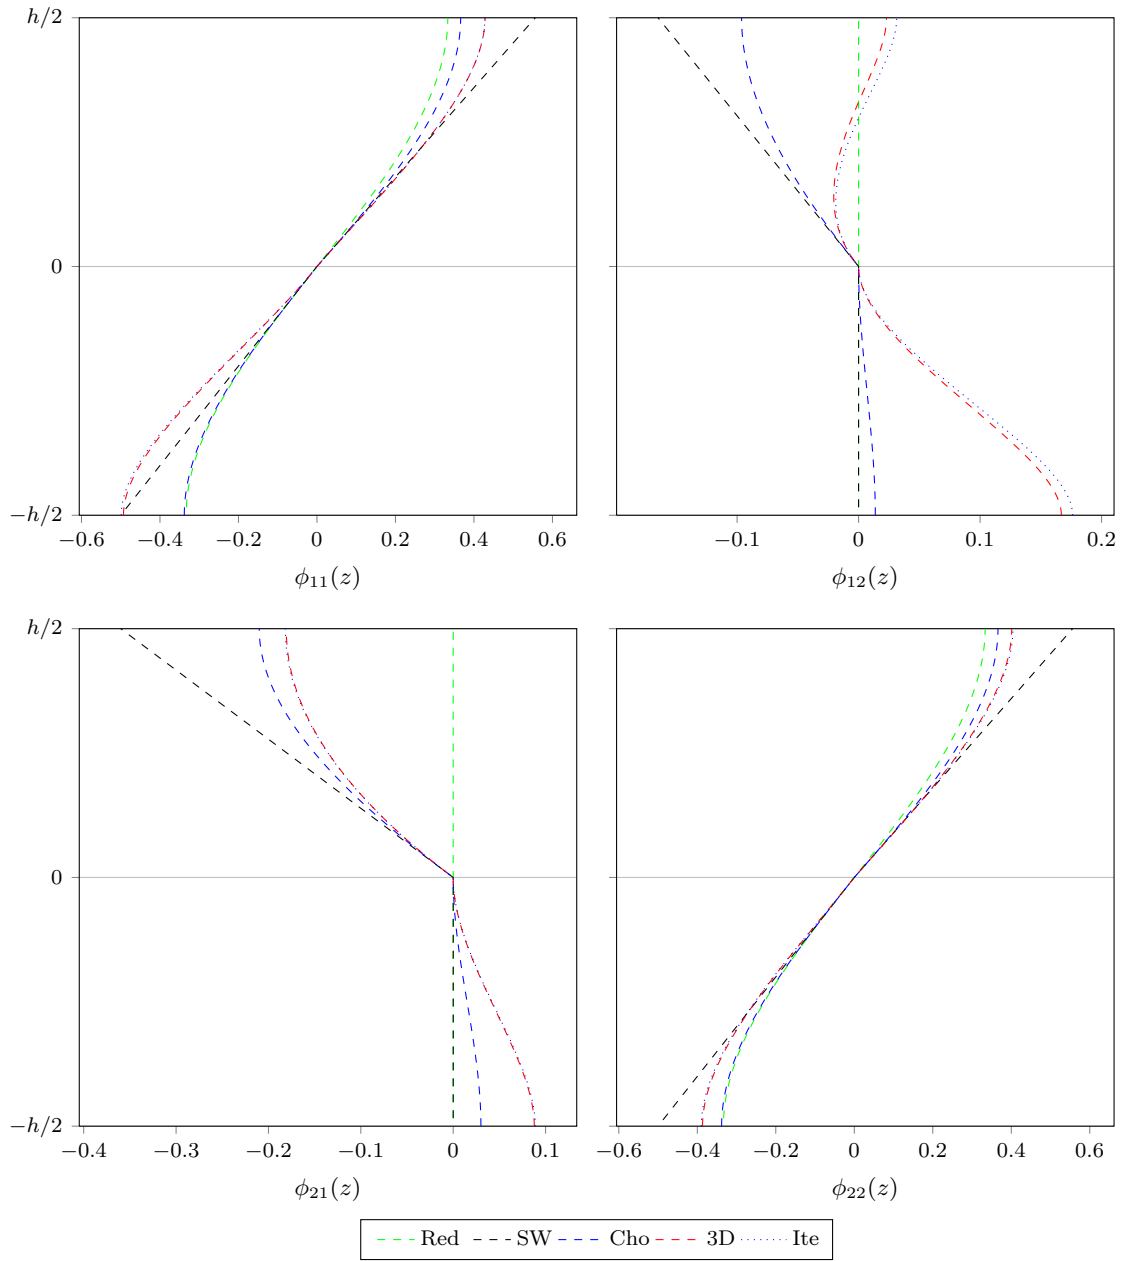 h/2
0
−h/2
−0.6 −0.4 −0.2 0 0.2 0.4 0.6
−0.1 0 0.1 0.2
ϕ₁₁(z) ϕ₁₂(z)
h/2
0
−h/2
−0.4 −0.3 −0.2 −0.1 0 0.1
−0.6 −0.4 −0.2 0 0.2 0.4 0.6
ϕ₂₁(z) ϕ₂₂(z)
Red SW Cho 3D Ite